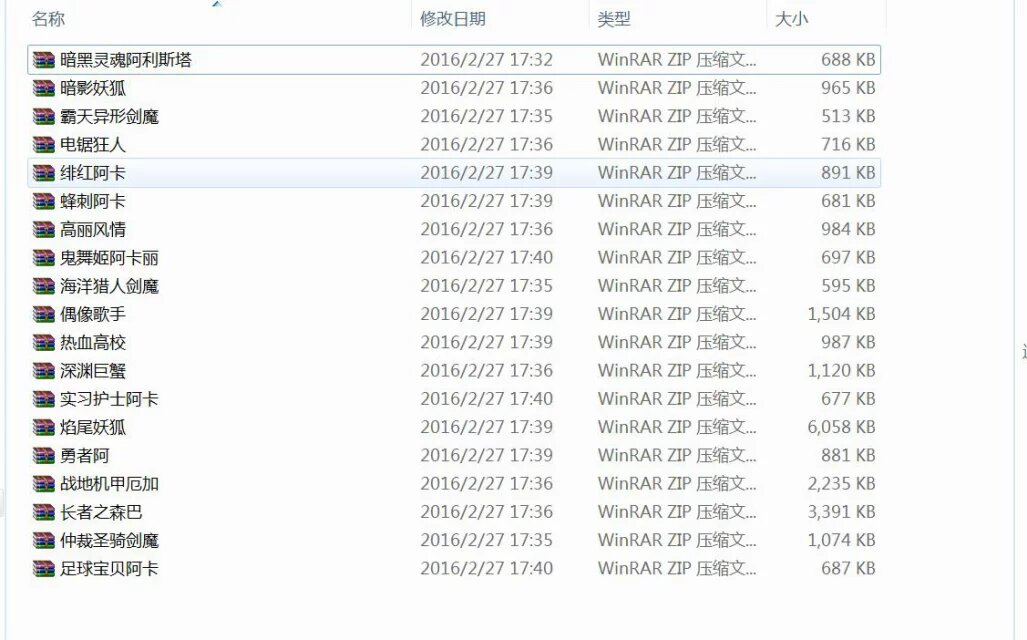 名称 修改日期 类型 大小
暗黑灵魂阿利斯塔 2016/2/27 17:32 WinRAR ZIP 压缩文... 688 KB
暗影妖狐 2016/2/27 17:36 WinRAR ZIP 压缩文... 965 KB
霸天异形剑魔 2016/2/27 17:35 WinRAR ZIP 压缩文... 513 KB
电锯狂人 2016/2/27 17:36 WinRAR ZIP 压缩文... 716 KB
绯红阿卡 2016/2/27 17:39 WinRAR ZIP 压缩文... 891 KB
蜂刺阿卡 2016/2/27 17:39 WinRAR ZIP 压缩文... 681 KB
高丽风情 2016/2/27 17:36 WinRAR ZIP 压缩文... 984 KB
鬼舞姬阿卡丽 2016/2/27 17:40 WinRAR ZIP 压缩文... 697 KB
海洋猎人剑魔 2016/2/27 17:35 WinRAR ZIP 压缩文... 595 KB
偶像歌手 2016/2/27 17:39 WinRAR ZIP 压缩文... 1,504 KB
热血高校 2016/2/27 17:39 WinRAR ZIP 压缩文... 987 KB
深渊巨蟹 2016/2/27 17:36 WinRAR ZIP 压缩文... 1,120 KB
实习护士阿卡 2016/2/27 17:40 WinRAR ZIP 压缩文... 677 KB
焰尾妖狐 2016/2/27 17:39 WinRAR ZIP 压缩文... 6,058 KB
勇者阿 2016/2/27 17:39 WinRAR ZIP 压缩文... 881 KB
战地机甲厄加 2016/2/27 17:36 WinRAR ZIP 压缩文... 2,235 KB
长者之森巴 2016/2/27 17:36 WinRAR ZIP 压缩文... 3,391 KB
仲裁圣骑剑魔 2016/2/27 17:35 WinRAR ZIP 压缩文... 1,074 KB
足球宝贝阿卡 2016/2/27 17:40 WinRAR ZIP 压缩文... 687 KB